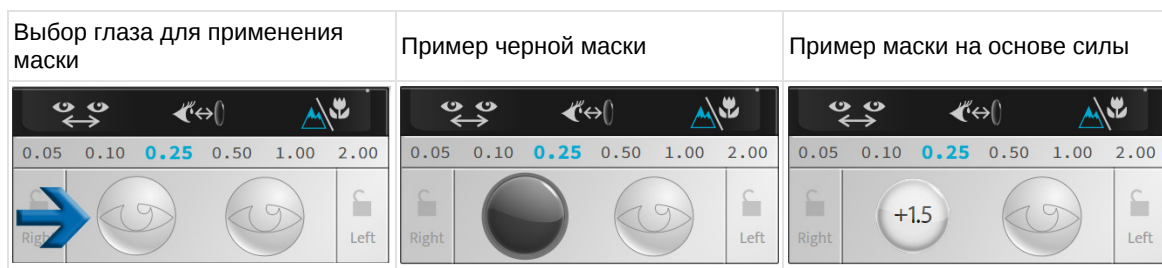 Выбор глаза для применения
маски
Пример черной маски
Пример маски на основе силы
0.05 0.10 0.25 0.50 1.00 2.00
Right
Left
0.05 0.10 0.25 0.50 1.00 2.00
Right
Left
0.05 0.10 0.25 0.50 1.00 2.00
Right
+1.5
Left